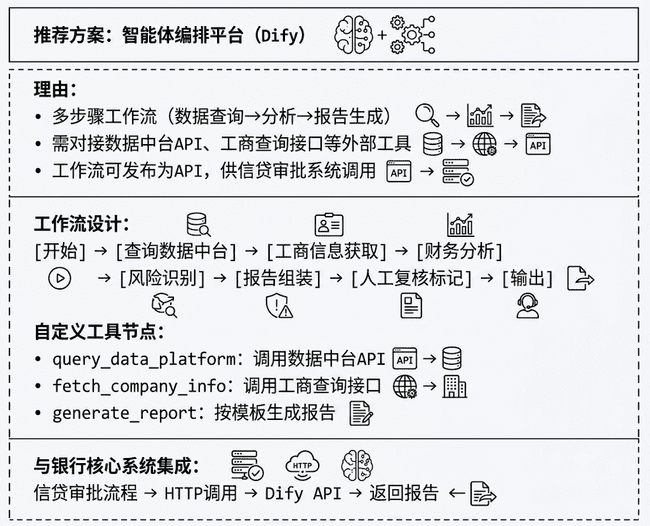 推荐方案：智能体编排平台（Dify）
理由：
• 多步骤工作流（数据查询→分析→报告生成）
• 需对接数据中台API、工商查询接口等外部工具
API
• 工作流可发布为API，供信贷审批系统调用
API
工作流设计：
[开始] → [查询数据中台] → [工商信息获取] → [财务分析]
→ [风险识别] → [报告组装] → [人工复核标记] → [输出]
自定义工具节点：
• query_data_platform：调用数据中台API
API
• fetch_company_info：调用工商查询接口
• generate_report：按模板生成报告
与银行核心系统集成：
HTTP
信贷审批流程 → HTTP调用 → Dify API → 返回报告 ←